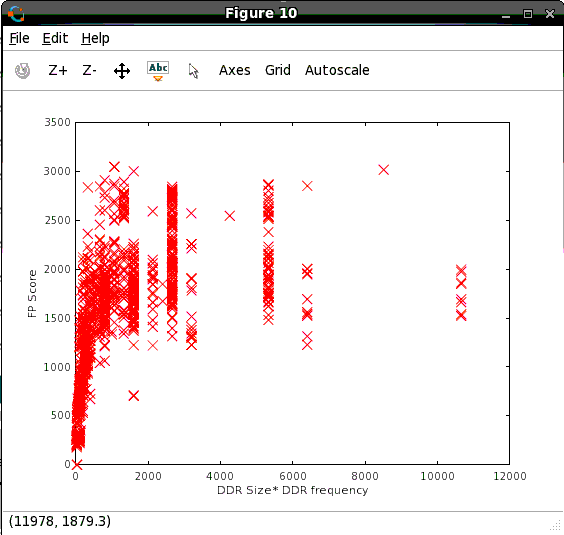 Figure 10
File Edit Help
Z+ Z- Abc Axes Grid Autoscale
3500
3000
2500
2000
1500
1000
500
0
FP Score
0 2000 4000 6000 8000 10000 12000
DDR Size* DDR frequency
(11978, 1879.3)